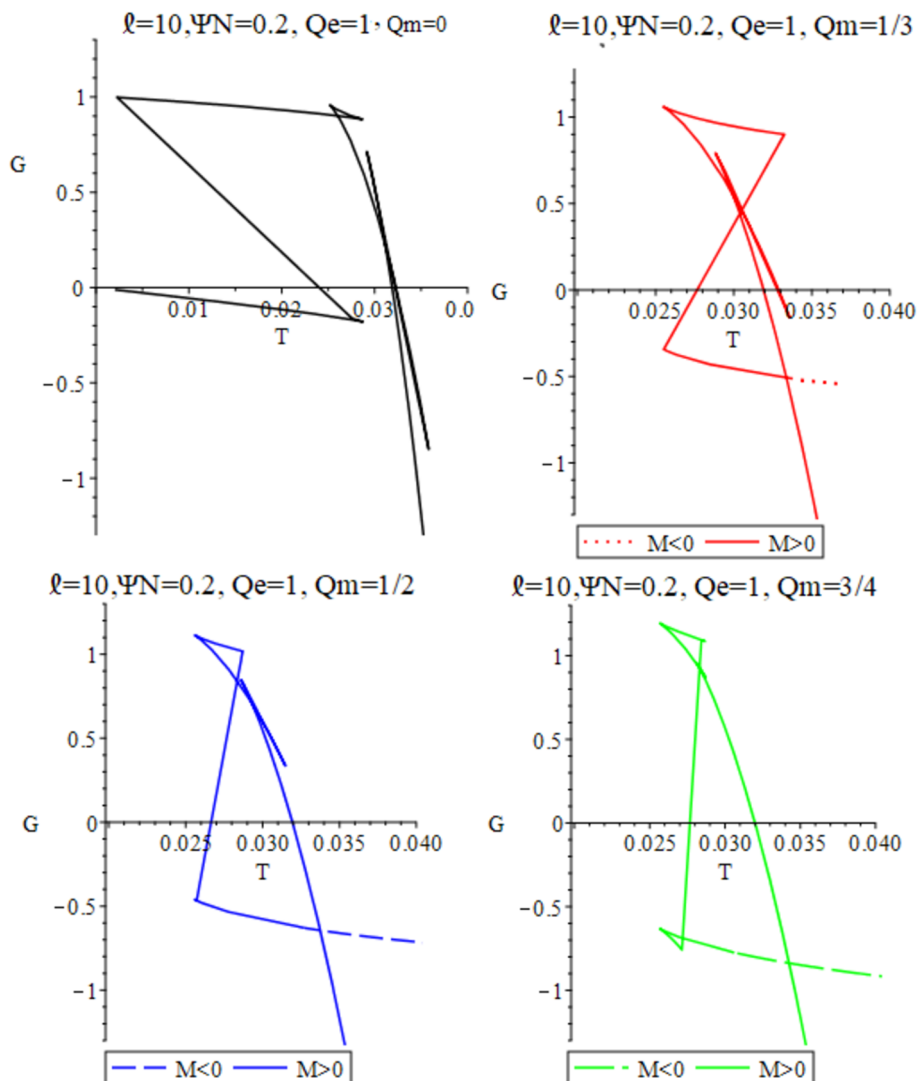 ℓ=10,ΨN=0.2, Qe=1, Qm=0
1
G
0.5
0
0.01
0.02
0.03
0.0
T
−0.5
−1
ℓ=10,ΨN=0.2, Qe=1, Qm=1/3
1
0.5
G
0
0.025
0.030
0.035
0.040
T
−0.5
−1
M<0
M>0
ℓ=10,ΨN=0.2, Qe=1, Qm=1/2
1
0.5
G
0
0.025
0.030
0.035
0.040
T
−0.5
−1
M<0
M>0
ℓ=10,ΨN=0.2, Qe=1, Qm=3/4
1
0.5
G
0
0.025
0.030
0.035
0.040
T
−0.5
−1
M<0
M>0